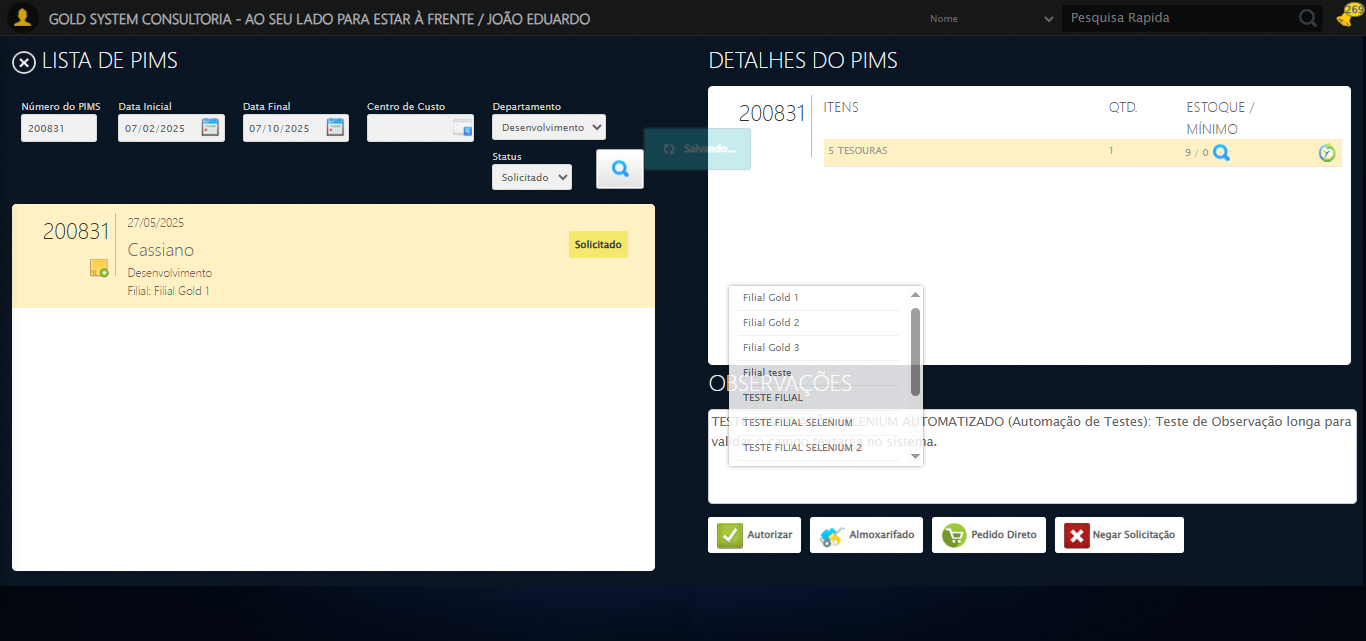 GOLD SYSTEM CONSULTORIA - AO SEU LADO PARA ESTAR À FRENTE / JOÃO EDUARDO
Nome
Pesquisa Rapida
269
LISTA DE PIMS
Número do PIMS
Data Inicial
Data Final
Centro de Custo
Departamento
200831
07/02/2025
07/10/2025
Desenvolvimento
Status
Solicitado
Salvando...
200831
27/05/2025
Cassiano
Desenvolvimento
Filial: Filial Gold 1
Solicitado
DETALHES DO PIMS
200831
ITENS
QTD.
ESTOQUE /
MÍNIMO
5 TESOURAS
1
9 / 0
Filial Gold 1
Filial Gold 2
Filial Gold 3
Filial teste
TESTE FILIAL
TESTE FILIAL SELENIUM
TESTE FILIAL SELENIUM 2
OBSERVAÇÕES
TESTE SELENIUM AUTOMATIZADO (Automação de Testes): Teste de Observação longa para
validar o campo textarea no sistema.
Autorizar
Almoxarifado
Pedido Direto
Negar Solicitação